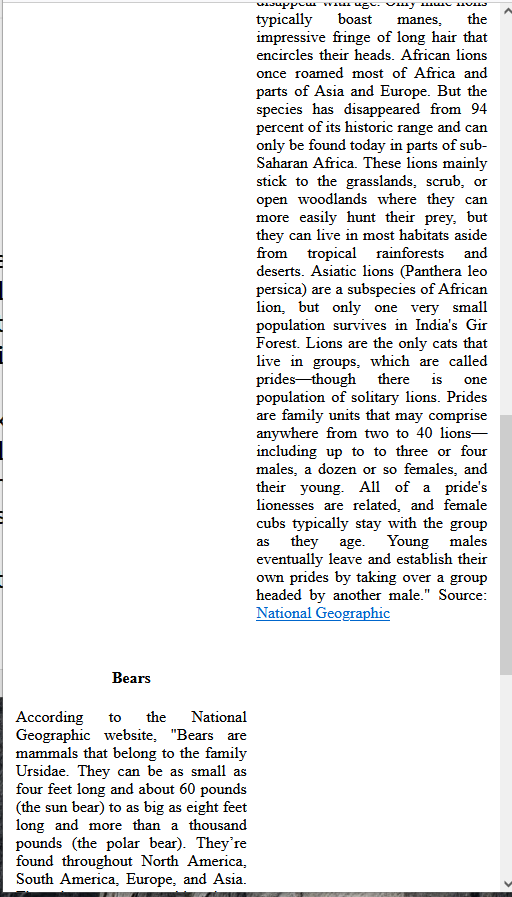 disappear with age. Only male lions
typically boast manes, the
impressive fringe of long hair that
encircles their heads. African lions
once roamed most of Africa and
parts of Asia and Europe. But the
species has disappeared from 94
percent of its historic range and can
only be found today in parts of sub-
Saharan Africa. These lions mainly
stick to the grasslands, scrub, or
open woodlands where they can
more easily hunt their prey, but
they can live in most habitats aside
from tropical rainforests and
deserts. Asiatic lions (Panthera leo
persica) are a subspecies of African
lion, but only one very small
population survives in India's Gir
Forest. Lions are the only cats that
live in groups, which are called
prides—though there is one
population of solitary lions. Prides
are family units that may comprise
anywhere from two to 40 lions—
including up to to three or four
males, a dozen or so females, and
their young. All of a pride's
lionesses are related, and female
cubs typically stay with the group
as they age. Young males
eventually leave and establish their
own prides by taking over a group
headed by another male." Source:
National Geographic
Bears
According to the National
Geographic website, "Bears are
mammals that belong to the family
Ursidae. They can be as small as
four feet long and about 60 pounds
(the sun bear) to as big as eight feet
long and more than a thousand
pounds (the polar bear). They’re
found throughout North America,
South America, Europe, and Asia.